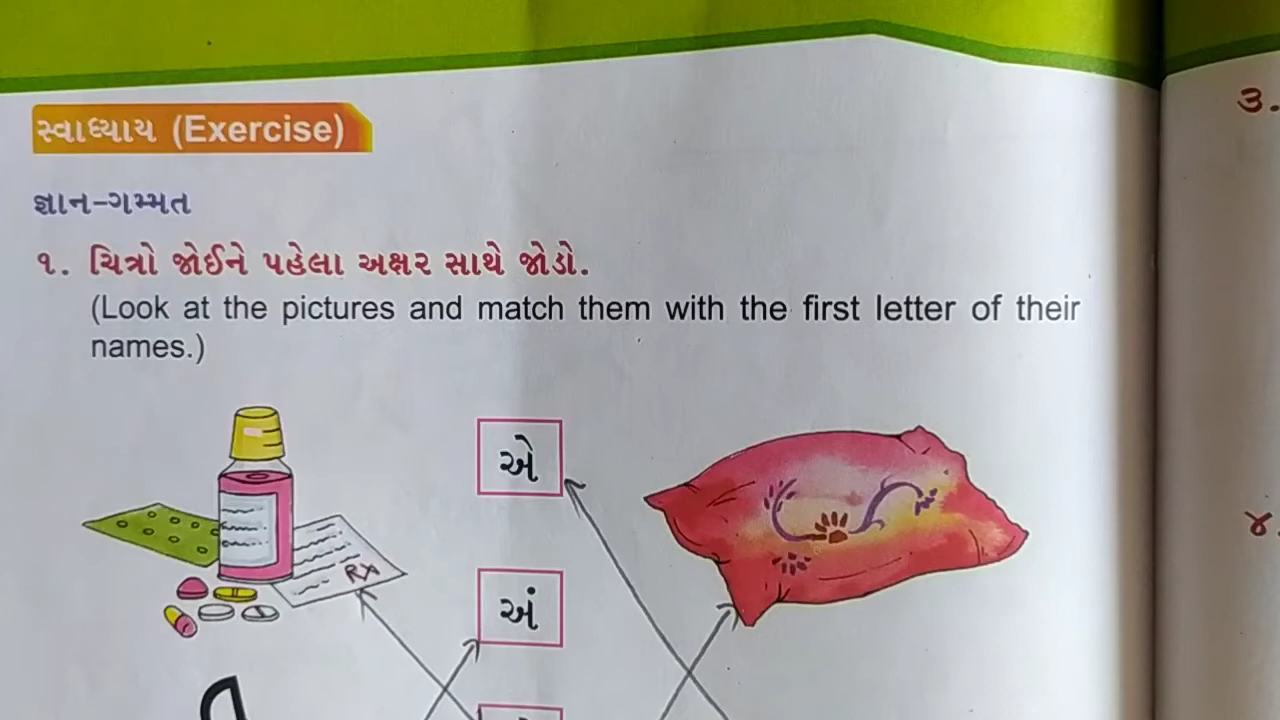 સ્વાધ્યાય (Exercise)
જ્ઞાન-ગમ્મત
૧. ચિત્રો જોઈને પહેલા અક્ષર સાથે જોડો.
(Look at the pictures and match them with the first letter of their
names.)
એ
અં
RX
૩.
૪.